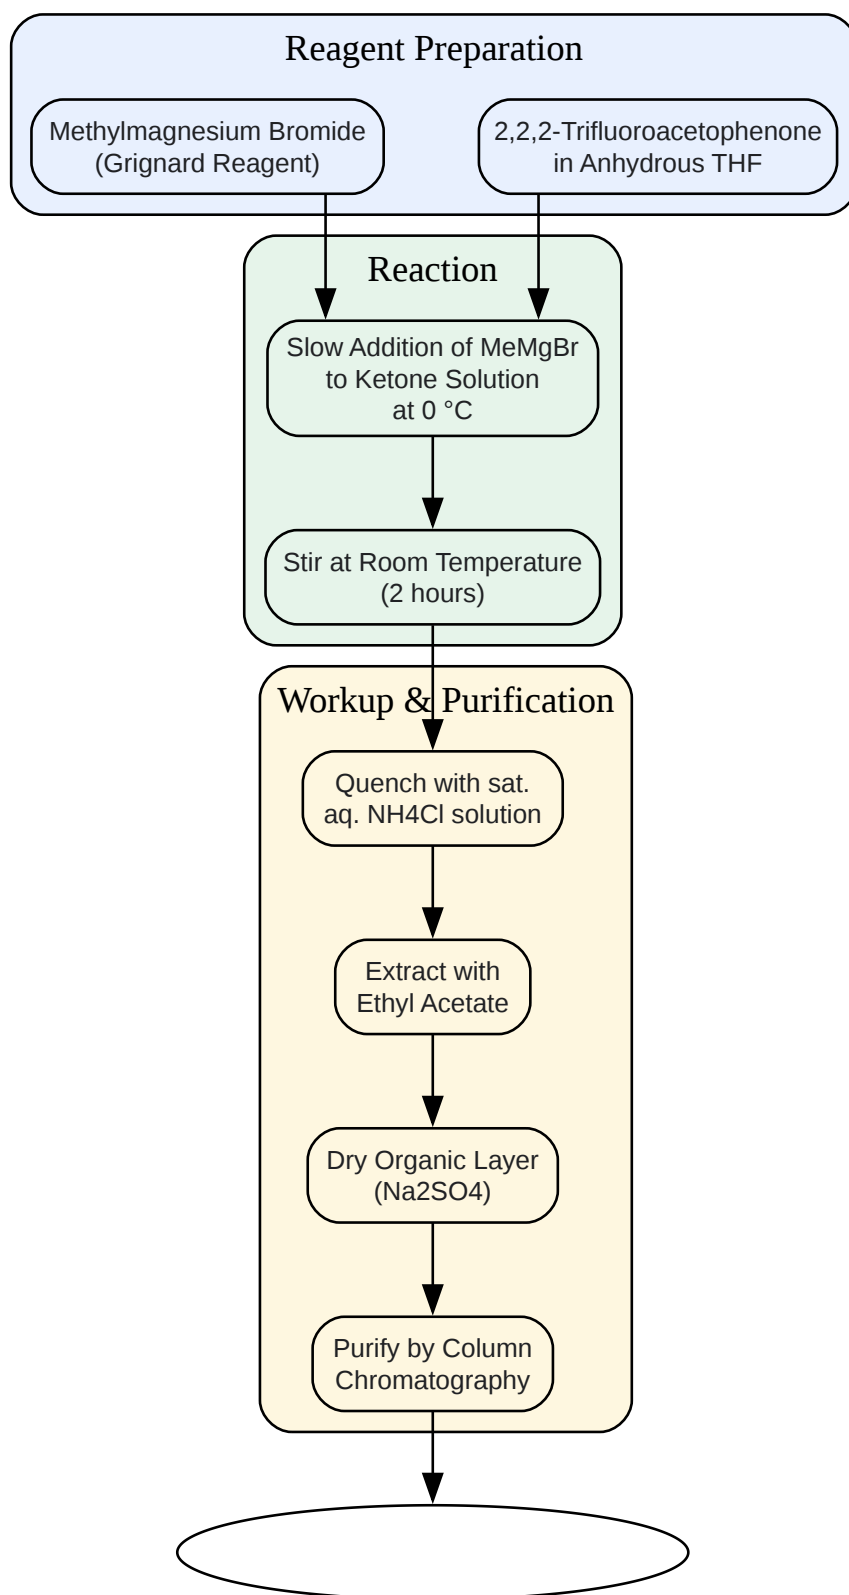 Reagent Preparation
Methylmagnesium Bromide
(Grignard Reagent)
2,2,2-Trifluoroacetophenone
in Anhydrous THF
Reaction
Slow Addition of MeMgBr
to Ketone Solution
at 0 °C
Stir at Room Temperature
(2 hours)
Workup & Purification
Quench with sat.
aq. NH4Cl solution
Extract with
Ethyl Acetate
Dry Organic Layer
(Na2SO4)
Purify by Column
Chromatography